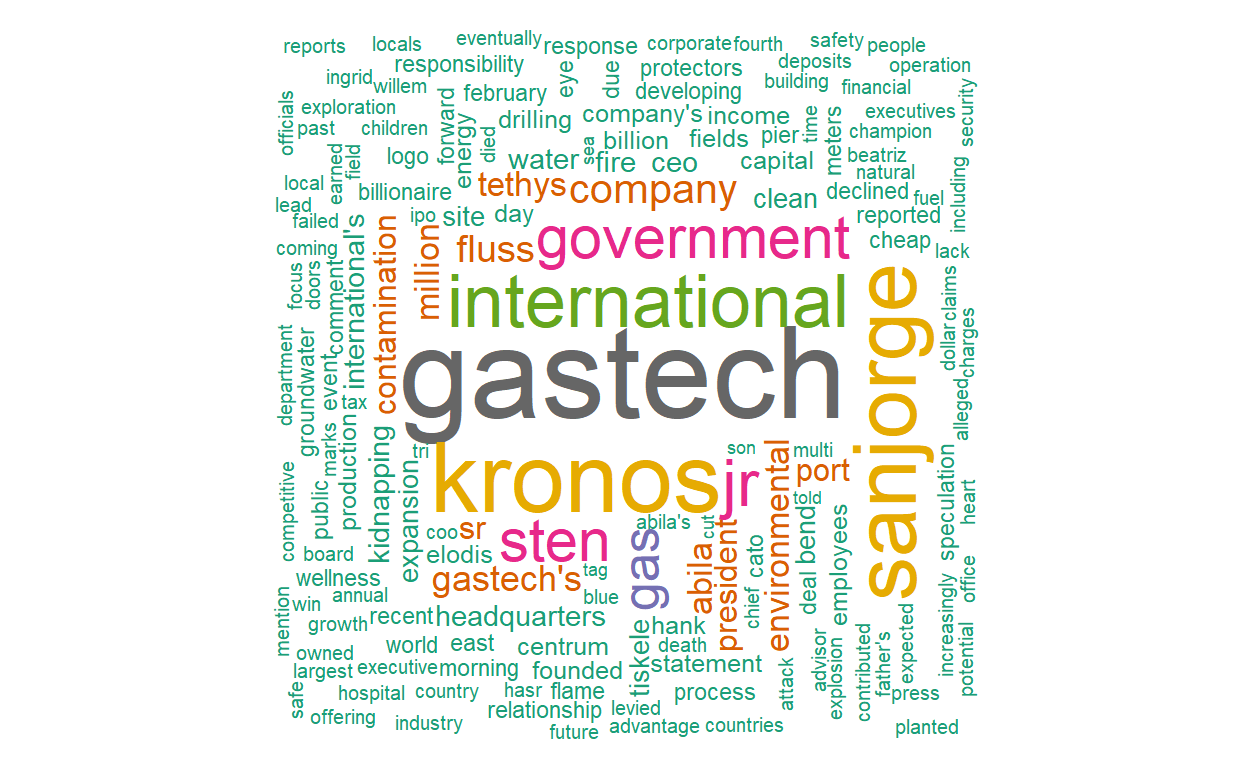 reports
locals
eventually
response
corporate
fourth
safety
people
ingrid
willem
responsibility
eye
due
protectors
deposits
operation
officials
exploration
february
developing
building
financial
past
children
forward
drilling
company's
income
time
meters
executives
security
earned
field
logo
energy
died
water
sea
billion
fields
pier
champion
local
billionaire
fire
ceo
capital
beatriz
natural
lead
tethys
company
clean
declined
fuel
including
failed
ipo
site
day
reported
coming
international's
contamination
million
fluss
government
cheap
lack
focus
doors
comment
international
sanjorge
dollar
claims
department
groundwater
event
tax
gastech
alleged
charges
competitive
public
marks
production
kidnapping
expansion
tri
kronos
jr
son
environmental
multi
port
told
speculation
heart
board
coo
sr
elodis
sten
abila's
cut
gas
abila
president
cato
deal
bend
employees
wellness
gastech's
tag
blue
chief
increasingly
office
mention
win
annual
growth
recent
headquarters
tiskele
hank
death
world
east
centrum
owned
largest
executive
morning
founded
statement
attack
advisor
explosion
contributed
father's
expected
potential
safe
hospital
country
hasr
flame
process
press
offering
industry
relationship
levied
future
advantage
countries
planted